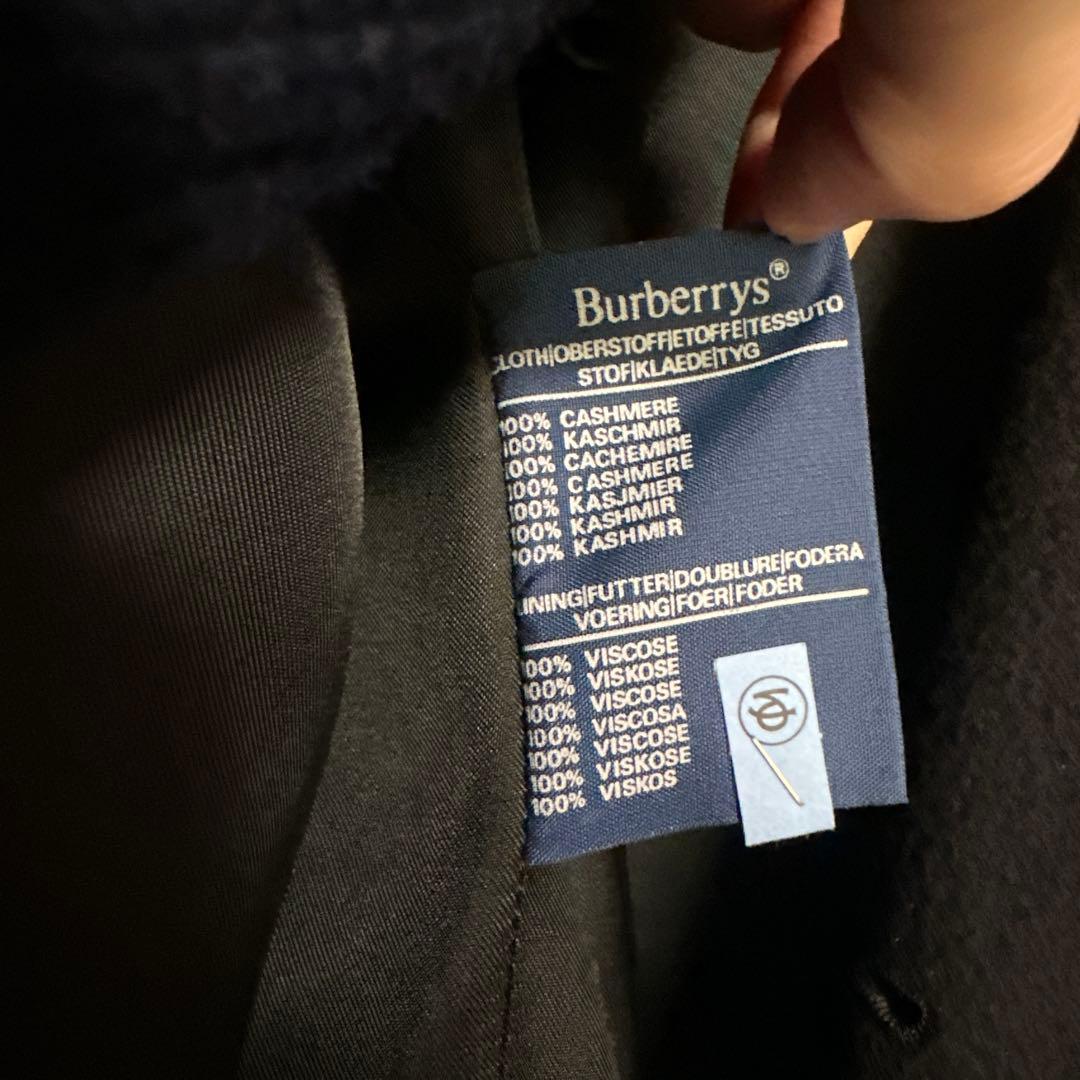 Burberrys®
CLOTH|OBERSTOFF|ETOFFE|TESSUTO
STOF|KLAEDE|TYG
100% CASHMERE
100% KASCHMIR
100% CACHEMIRE
100% CASHMERE
100% KASJMIER
100% KASHMIR
100% KASHMIR
LINING|FUTTER|DOUBLURE|FODERA
VOERING|FOER|FODER
100% VISCOSE
100% VISKOSE
100% VISCOSE
100% VISCOSA
100% VISCOSE
100% VISKOSE
100% VISKOS